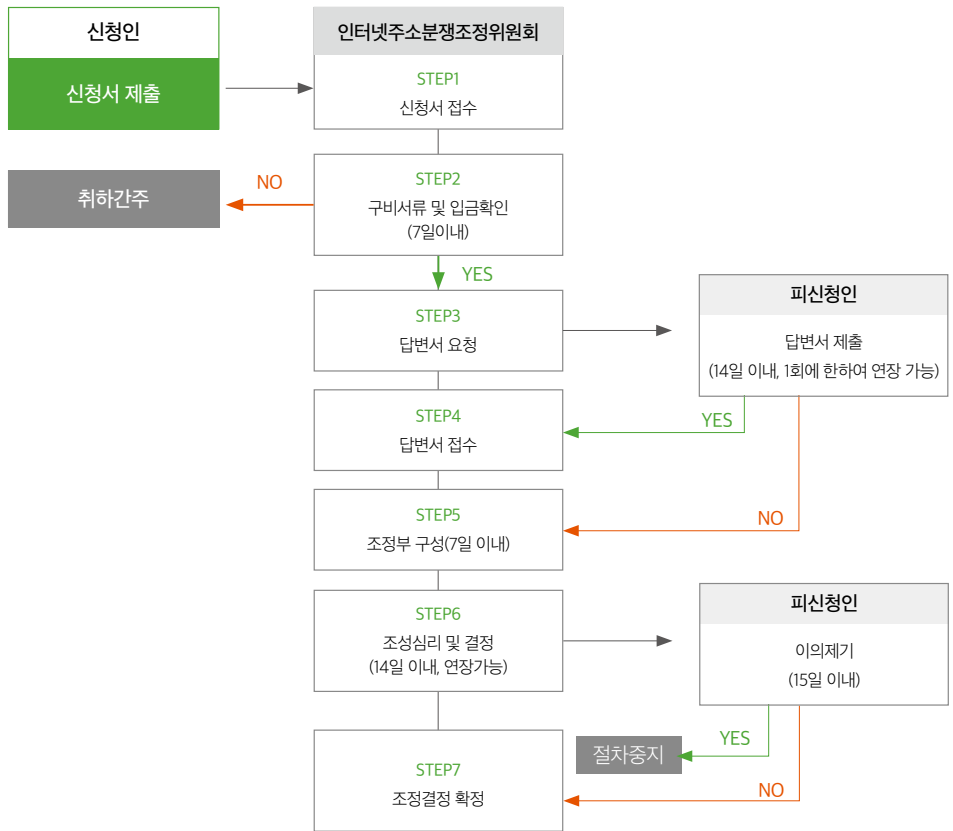 신청인
신청서 제출
인터넷주소분쟁조정위원회
STEP1
신청서 접수
취하간주
NO
STEP2
구비서류 및 입금확인
(7일이내)
YES
STEP3
답변서 요청
피신청인
답변서 제출
(14일 이내, 1회에 한하여 연장 가능)
STEP4
답변서 접수
YES
STEP5
조정부 구성(7일 이내)
NO
STEP6
조성심리 및 결정
(14일 이내, 연장가능)
피신청인
이의제기
(15일 이내)
절차중지
YES
STEP7
조정결정 확정
NO